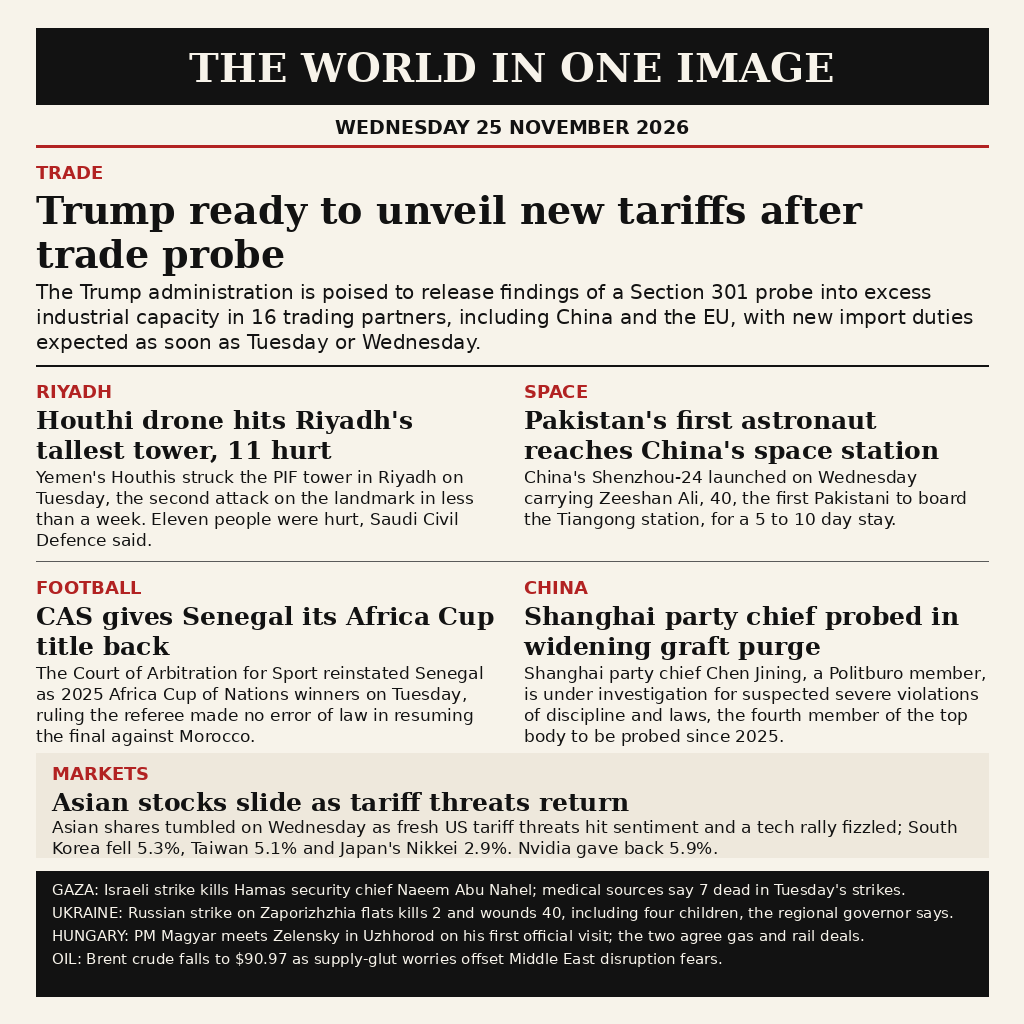 THE WORLD IN ONE IMAGE
WEDNESDAY 25 NOVEMBER 2026
TRADE
Trump ready to unveil new tariffs after
trade probe
The Trump administration is poised to release findings of a Section 301 probe into excess
industrial capacity in 16 trading partners, including China and the EU, with new import duties
expected as soon as Tuesday or Wednesday.
RIYADH
Houthi drone hits Riyadh's
tallest tower, 11 hurt
Yemen's Houthis struck the PIF tower in Riyadh on
Tuesday, the second attack on the landmark in less
than a week. Eleven people were hurt, Saudi Civil
Defence said.
SPACE
Pakistan's first astronaut
reaches China's space station
China's Shenzhou-24 launched on Wednesday
carrying Zeeshan Ali, 40, the first Pakistani to board
the Tiangong station, for a 5 to 10 day stay.
FOOTBALL
CAS gives Senegal its Africa Cup
title back
The Court of Arbitration for Sport reinstated Senegal
as 2025 Africa Cup of Nations winners on Tuesday,
ruling the referee made no error of law in resuming
the final against Morocco.
CHINA
Shanghai party chief probed in
widening graft purge
Shanghai party chief Chen Jining, a Politburo member,
is under investigation for suspected severe violations
of discipline and laws, the fourth member of the top
body to be probed since 2025.
MARKETS
Asian stocks slide as tariff threats return
Asian shares tumbled on Wednesday as fresh US tariff threats hit sentiment and a tech rally fizzled; South
Korea fell 5.3%, Taiwan 5.1% and Japan's Nikkei 2.9%. Nvidia gave back 5.9%.
GAZA: Israeli strike kills Hamas security chief Naeem Abu Nahel; medical sources say 7 dead in Tuesday's strikes.
UKRAINE: Russian strike on Zaporizhzhia flats kills 2 and wounds 40, including four children, the regional governor says.
HUNGARY: PM Magyar meets Zelensky in Uzhhorod on his first official visit; the two agree gas and rail deals.
OIL: Brent crude falls to $90.97 as supply-glut worries offset Middle East disruption fears.